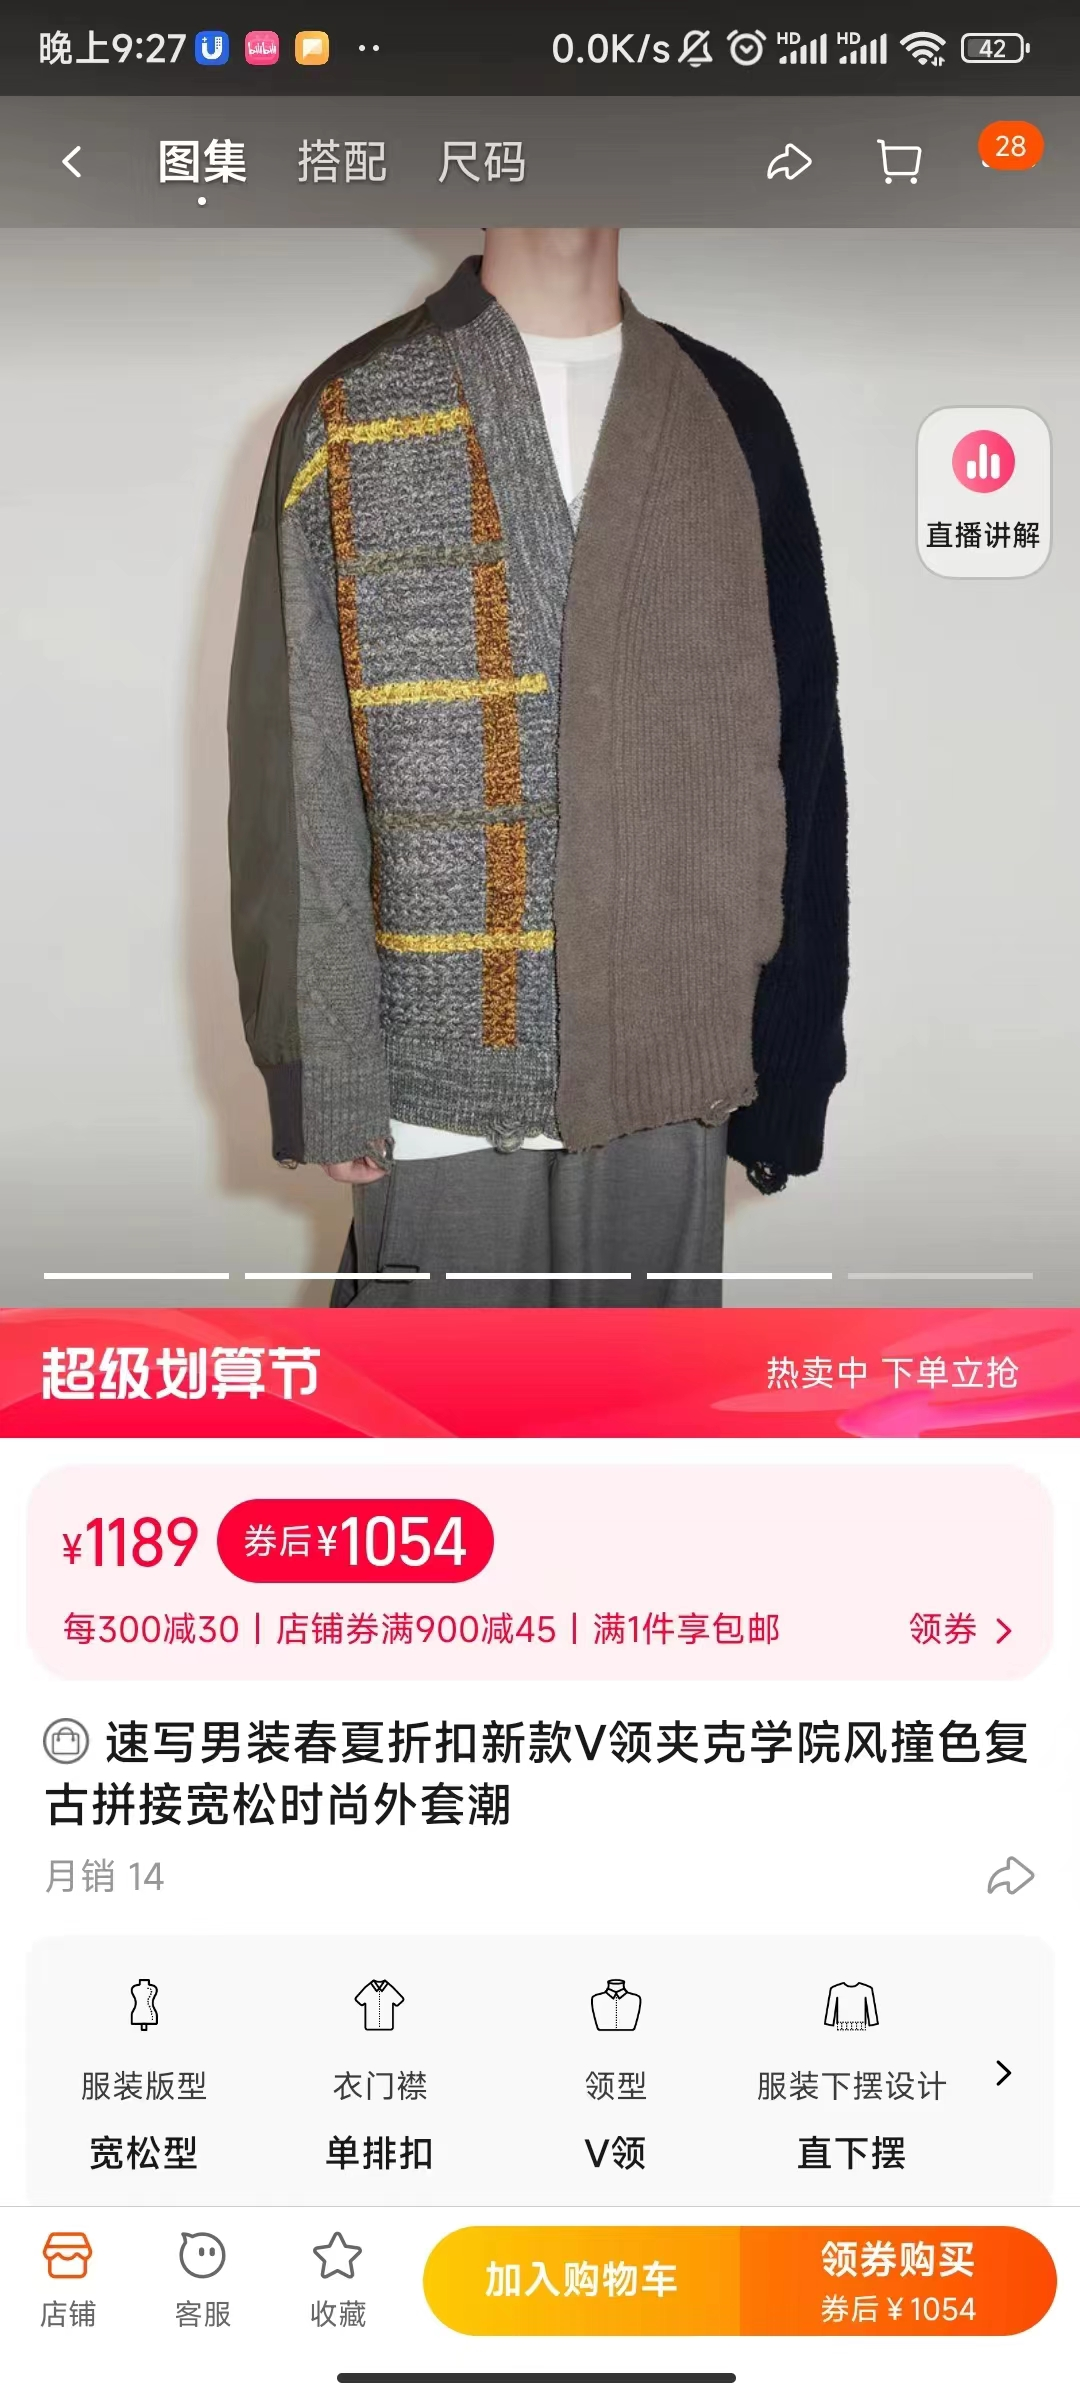 晚上9:27
0.0K/s HD HD 42
图集 搭配 尺码
28
直播讲解
超级划算节
热卖中 下单立抢
¥1189 券后¥1054
每300减30 | 店铺券满900减45 | 满1件享包邮 领券
速写男装春夏折扣新款V领夹克学院风撞色复
古拼接宽松时尚外套潮
月销 14
服装版型 衣门襟 领型 服装下摆设计
宽松型 单排扣 V领 直下摆
店铺 客服 收藏
加入购物车
领券购买
券后¥1054